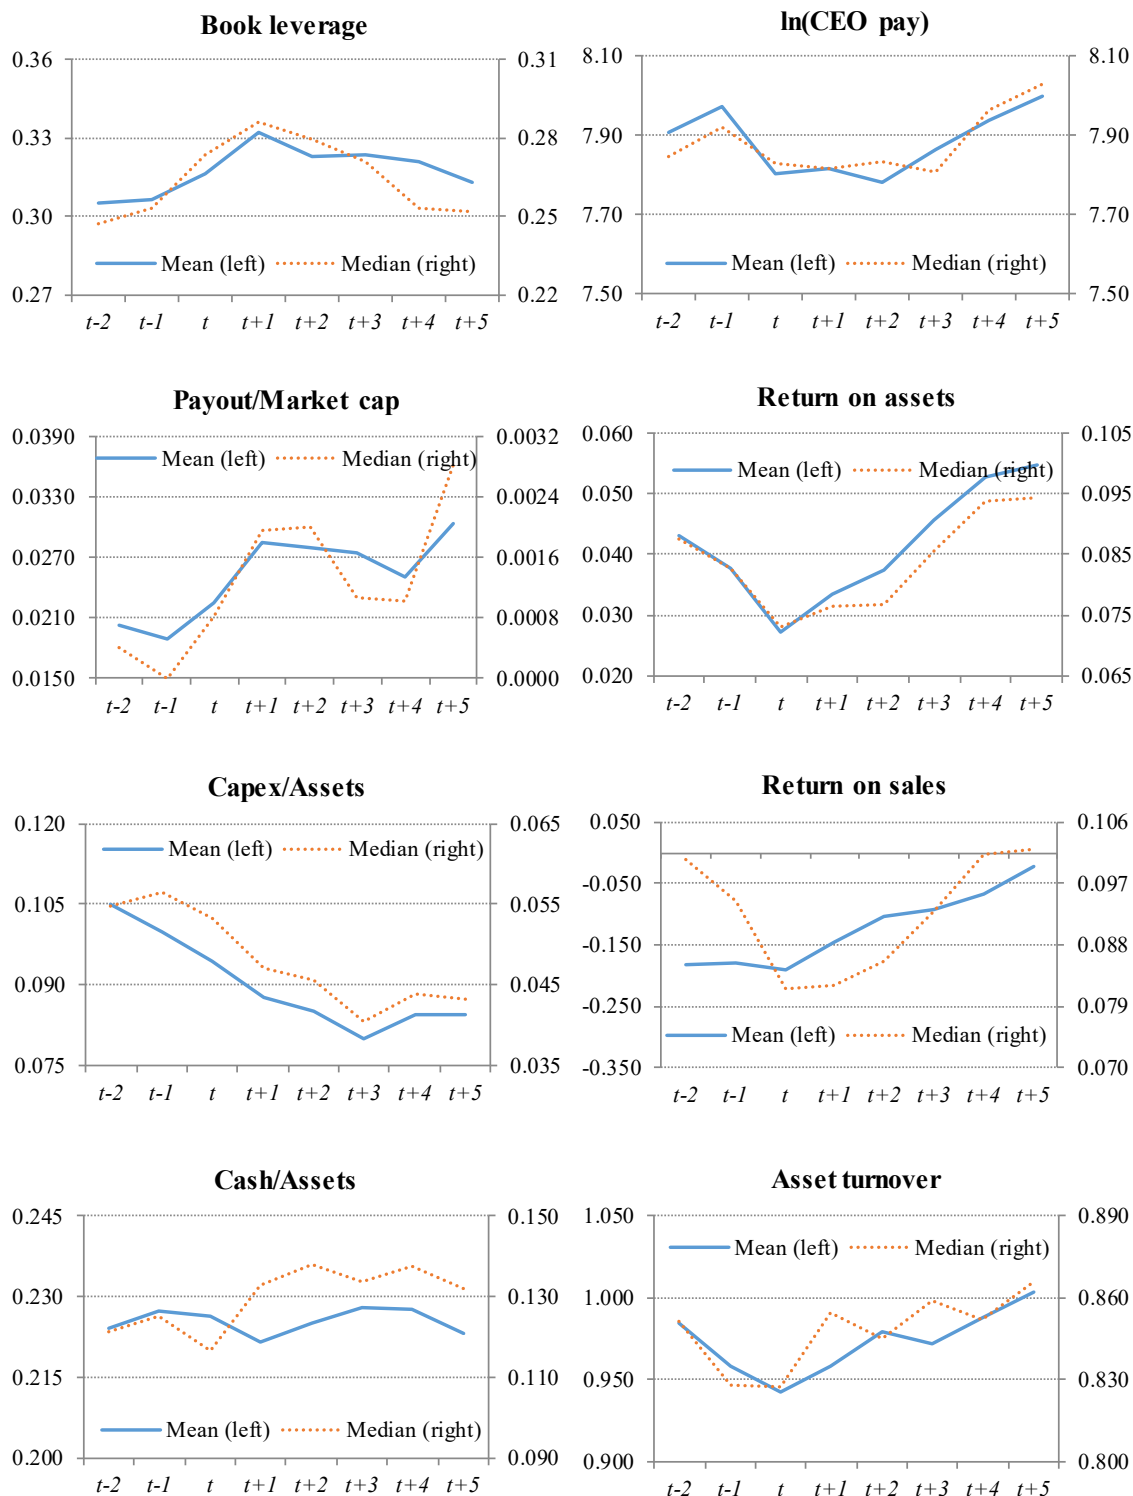 Book leverage
0.36
0.33
0.30
0.27
0.31
0.28
0.25
0.22
Mean (left) Median (right)
t-2 t-1 t t+1 t+2 t+3 t+4 t+5
ln(CEO pay)
8.10
7.90
7.70
7.50
8.10
7.90
7.70
7.50
Mean (left) Median (right)
t-2 t-1 t t+1 t+2 t+3 t+4 t+5
Payout/Market cap
0.0390
0.0330
0.0270
0.0210
0.0150
0.0032
0.0024
0.0016
0.0008
0.0000
Mean (left) Median (right)
t-2 t-1 t t+1 t+2 t+3 t+4 t+5
Return on assets
0.060
0.050
0.040
0.030
0.020
0.105
0.095
0.085
0.075
0.065
Mean (left) Median (right)
t-2 t-1 t t+1 t+2 t+3 t+4 t+5
Capex/Assets
0.120
0.105
0.090
0.075
0.065
0.055
0.045
0.035
Mean (left) Median (right)
t-2 t-1 t t+1 t+2 t+3 t+4 t+5
Return on sales
0.050
-0.050
-0.150
-0.250
-0.350
0.106
0.097
0.088
0.079
0.070
Mean (left) Median (right)
t-2 t-1 t t+1 t+2 t+3 t+4 t+5
Cash/Assets
0.245
0.230
0.215
0.200
0.150
0.130
0.110
0.090
Mean (left) Median (right)
t-2 t-1 t t+1 t+2 t+3 t+4 t+5
Asset turnover
1.050
1.000
0.950
0.900
0.890
0.860
0.830
0.800
Mean (left) Median (right)
t-2 t-1 t t+1 t+2 t+3 t+4 t+5